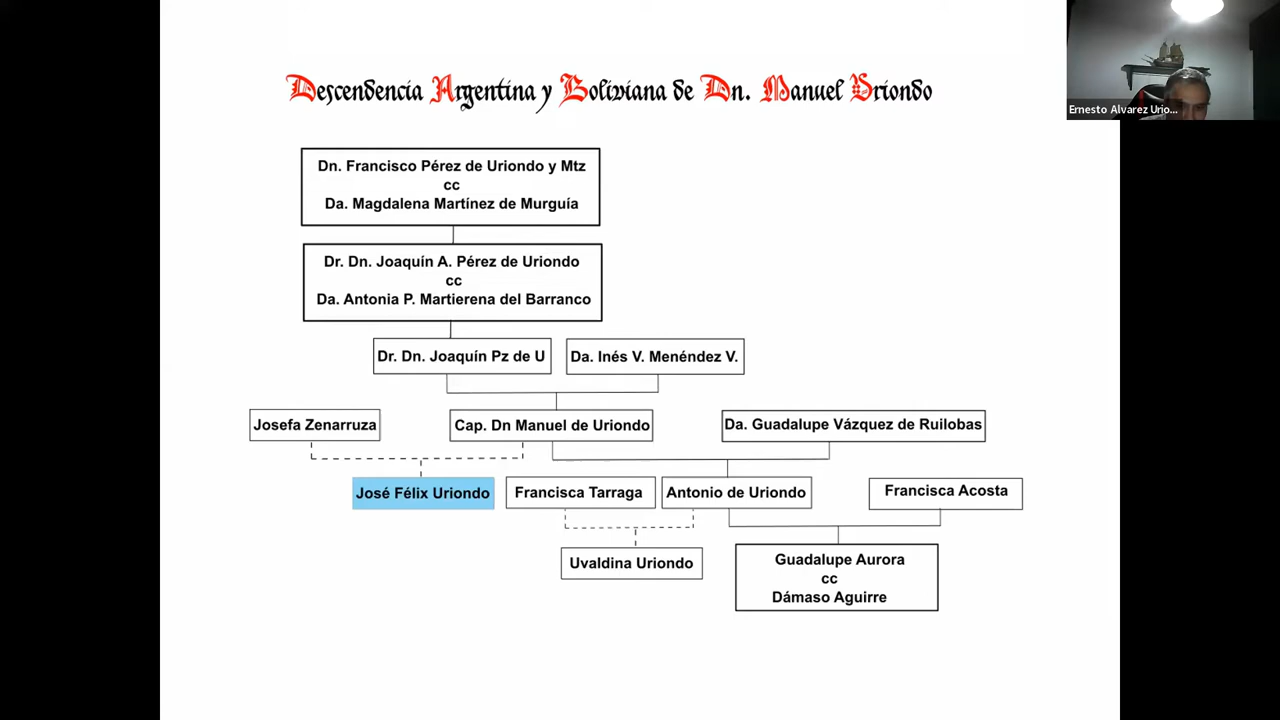 Descendencia Argentina y Boliviana de Dn. Manuel Uriondo
Ernesto Alvarez Urio...
Dn. Francisco Pérez de Uriondo y Mtz
cc
Da. Magdalena Martínez de Murguía
Dr. Dn. Joaquín A. Pérez de Uriondo
cc
Da. Antonia P. Martierena del Barranco
Dr. Dn. Joaquín Pz de U
Da. Inés V. Menéndez V.
Josefa Zenarruza
Cap. Dn Manuel de Uriondo
Da. Guadalupe Vázquez de Ruilobas
José Félix Uriondo
Francisca Tarraga
Antonio de Uriondo
Francisca Acosta
Uvaldina Uriondo
Guadalupe Aurora
cc
Dámaso Aguirre